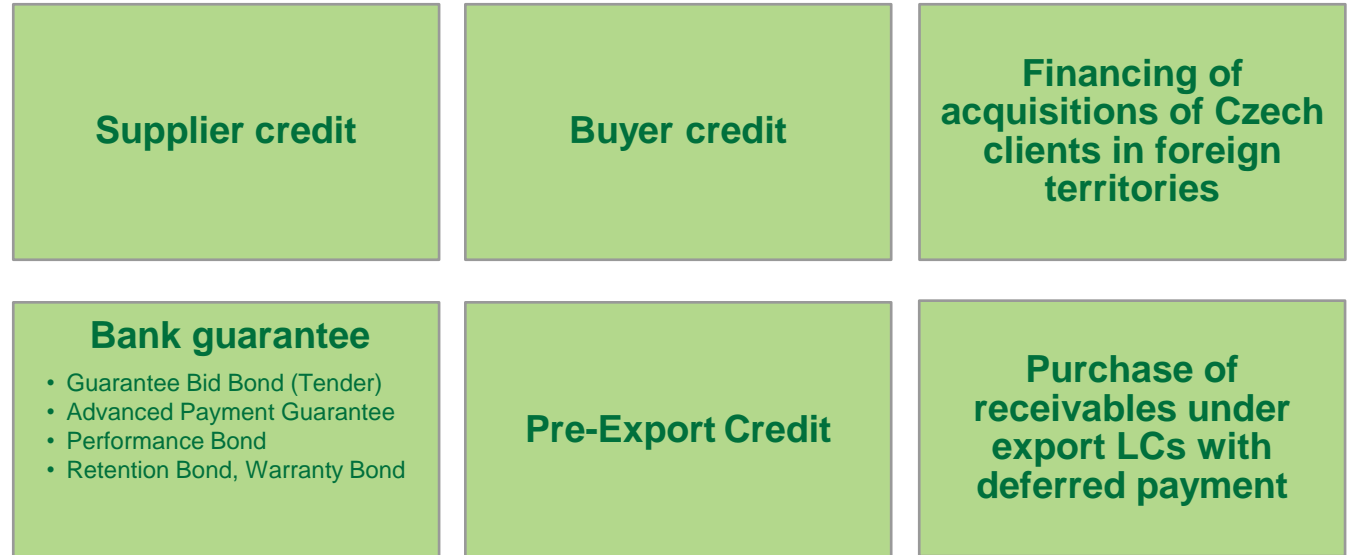 Supplier credit
Buyer credit
Financing of
acquisitions of Czech
clients in foreign
territories
Bank guarantee
• Guarantee Bid Bond (Tender)
• Advanced Payment Guarantee
• Performance Bond
• Retention Bond, Warranty Bond
Pre-Export Credit
Purchase of
receivables under
export LCs with
deferred payment